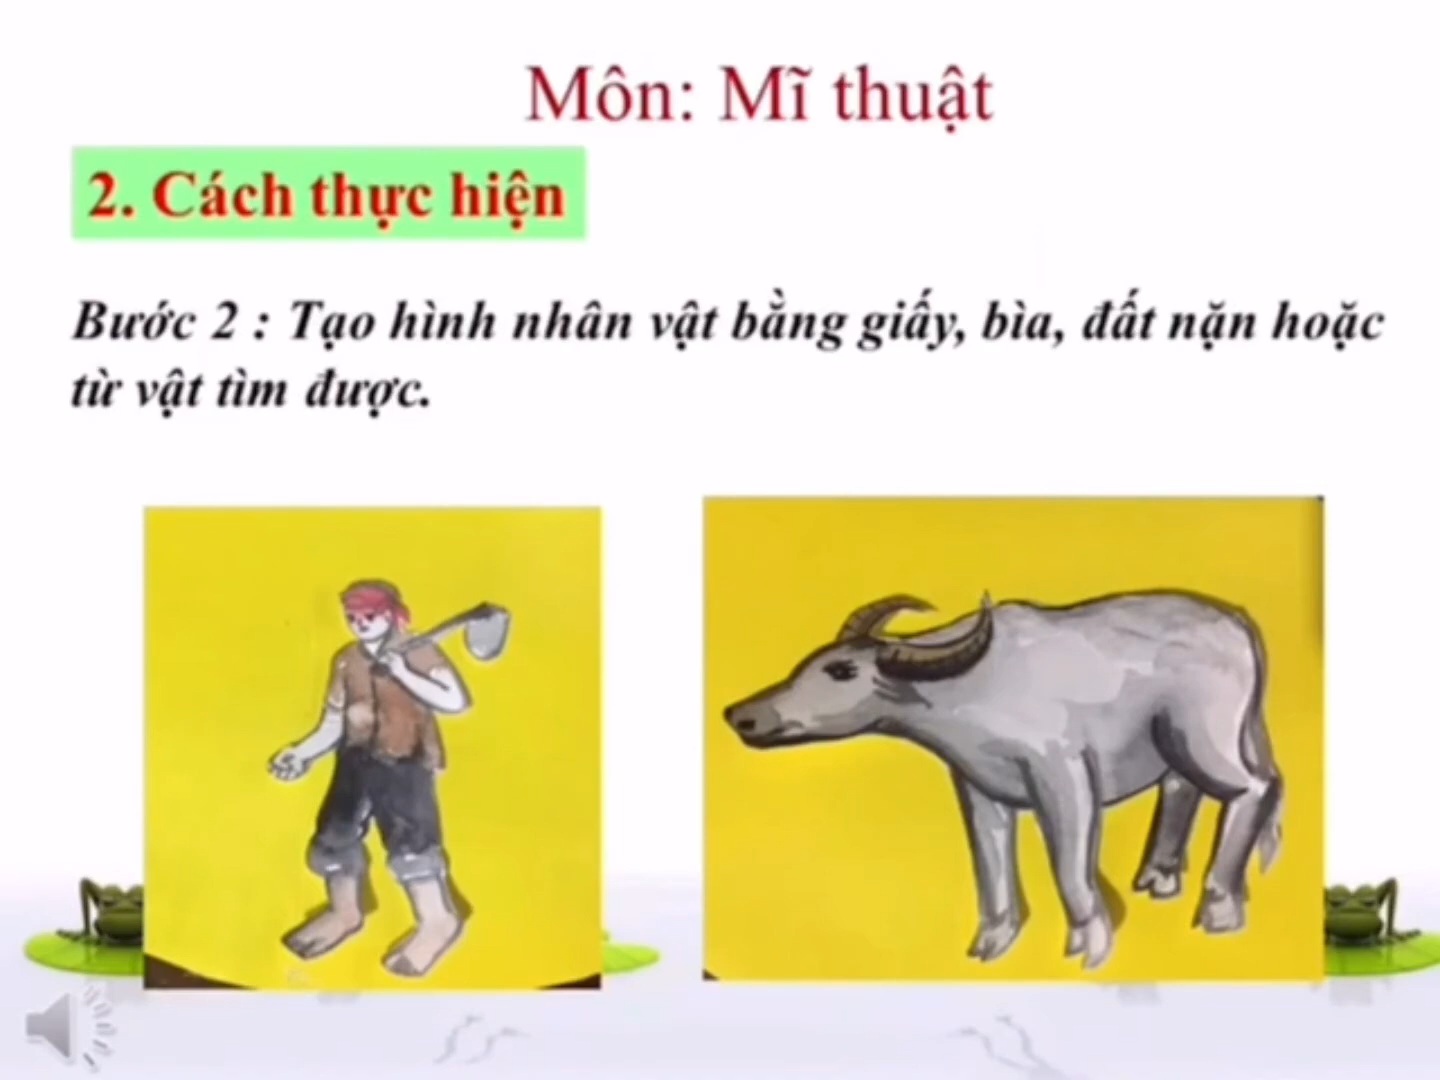 Môn: Mĩ thuật
2. Cách thực hiện
Bước 2 : Tạo hình nhân vật bằng giấy, bìa, đất nặn hoặc
từ vật tìm được.